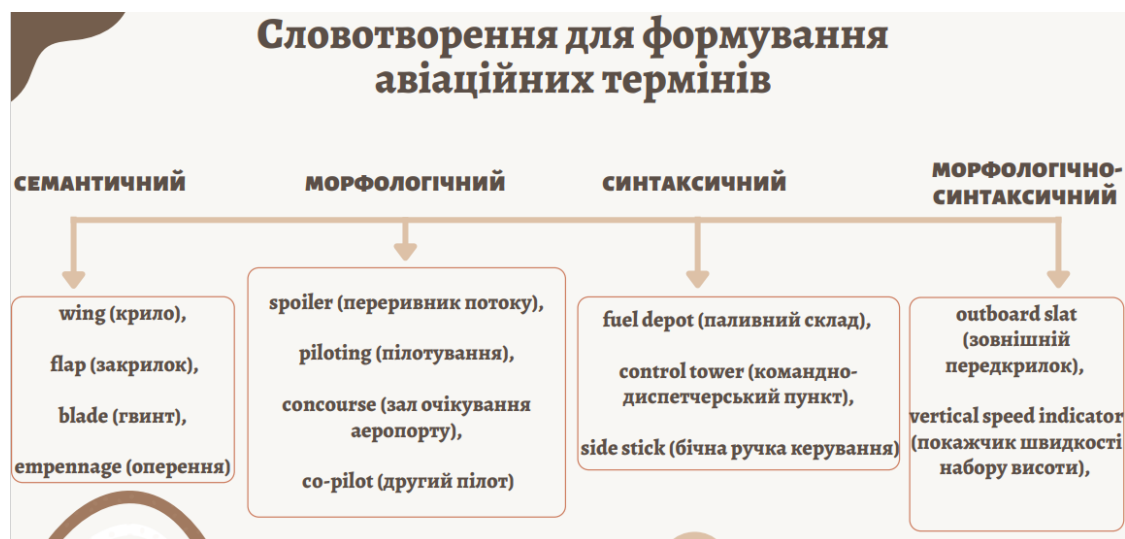 Словотворення для формування
авіаційних термінів
СЕМАНТИЧНИЙ
МОРФОЛОГІЧНИЙ
СИНТАКСИЧНИЙ
МОРФОЛОГІЧНО-
СИНТАКСИЧНИЙ
wing (крило),
flap (закрилок),
blade (гвинт),
empennage (оперення)
spoiler (переривник потоку),
piloting (пілотування),
concourse (зал очікування
аеропорту),
co-pilot (другий пілот)
fuel depot (паливний склад),
control tower (командно-
диспетчерський пункт),
side stick (бічна ручка керування)
outboard slat
(зовнішній
передкрилок),
vertical speed indicator
(покажчик швидкості
набору висоти),